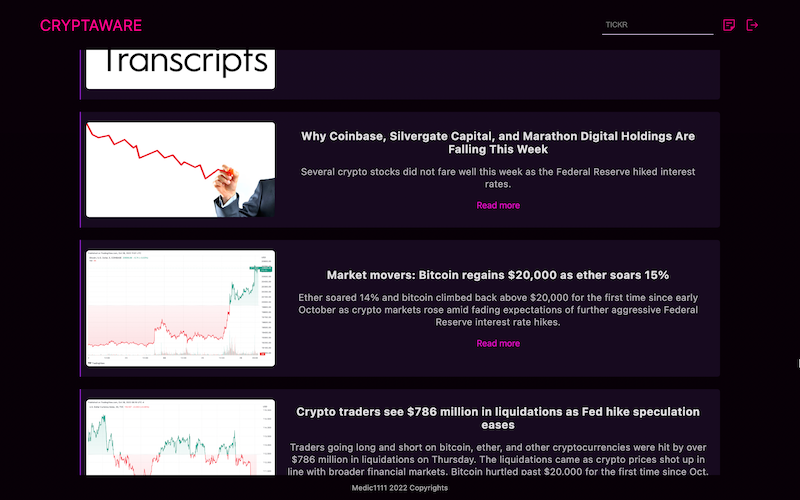 CRYPTAWARE
TICKR
Transcripts
Why Coinbase, Silvergate Capital, and Marathon Digital Holdings Are
Falling This Week
Several crypto stocks did not fare well this week as the Federal Reserve hiked interest
rates.
Read more
Market movers: Bitcoin regains $20,000 as ether soars 15%
Ether soared 14% and bitcoin climbed back above $20,000 for the first time since early
October as crypto markets rose amid fading expectations of further aggressive Federal
Reserve interest rate hikes.
Read more
Crypto traders see $786 million in liquidations as Fed hike speculation
eases
Traders going long and short on bitcoin, ether, and other cryptocurrencies were hit by over
$786 million in liquidations on Thursday. The liquidations came as crypto prices shot up in
line with broader financial markets. Bitcoin hurtled past $20,000 for the first time since Oct.
Medic1111 2022 Copyrights